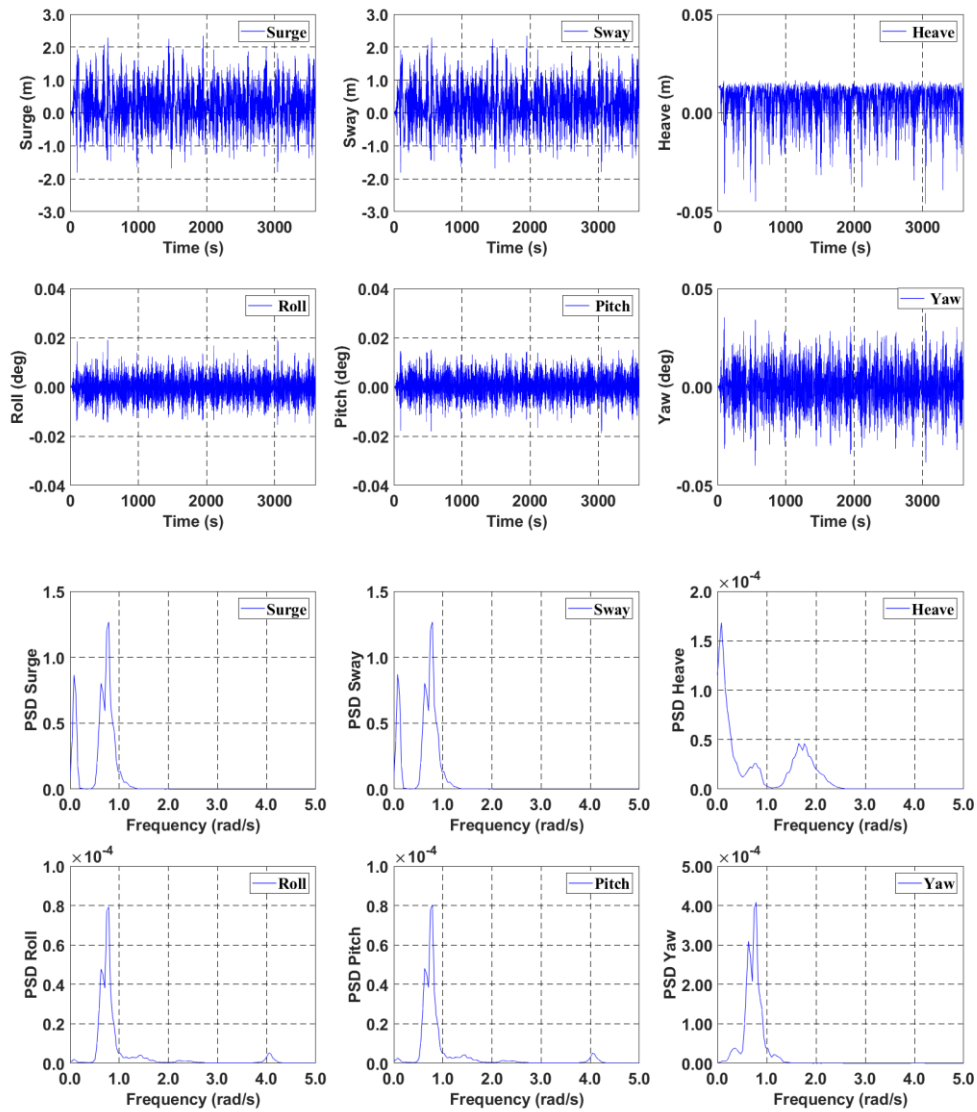 3.0
2.0
1.0
0.0
-1.0
-2.0
-3.0
Surge (m)
Surge
0 1000 2000 3000
Time (s)
3.0
2.0
1.0
0.0
-1.0
-2.0
-3.0
Sway (m)
Sway
0 1000 2000 3000
Time (s)
0.05
0.00
-0.05
Heave (m)
Heave
0 1000 2000 3000
Time (s)
0.04
0.02
0.00
-0.02
-0.04
Roll (deg)
Roll
0 1000 2000 3000
Time (s)
0.04
0.02
0.00
-0.02
-0.04
Pitch (deg)
Pitch
0 1000 2000 3000
Time (s)
0.05
0.00
-0.05
Yaw (deg)
Yaw
0 1000 2000 3000
Time (s)
1.5
1.0
0.5
0.0
PSD Surge
Surge
0.0 1.0 2.0 3.0 4.0 5.0
Frequency (rad/s)
1.5
1.0
0.5
0.0
PSD Sway
Sway
0.0 1.0 2.0 3.0 4.0 5.0
Frequency (rad/s)
×10⁻⁴
2.0
1.5
1.0
0.5
0.0
PSD Heave
Heave
0.0 1.0 2.0 3.0 4.0 5.0
Frequency (rad/s)
×10⁻⁴
1.0
0.8
0.6
0.4
0.2
0.0
PSD Roll
Roll
0.0 1.0 2.0 3.0 4.0 5.0
Frequency (rad/s)
×10⁻⁴
1.0
0.8
0.6
0.4
0.2
0.0
PSD Pitch
Pitch
0.0 1.0 2.0 3.0 4.0 5.0
Frequency (rad/s)
×10⁻⁴
5.00
4.00
3.00
2.00
1.00
0.00
PSD Yaw
Yaw
0.0 1.0 2.0 3.0 4.0 5.0
Frequency (rad/s)